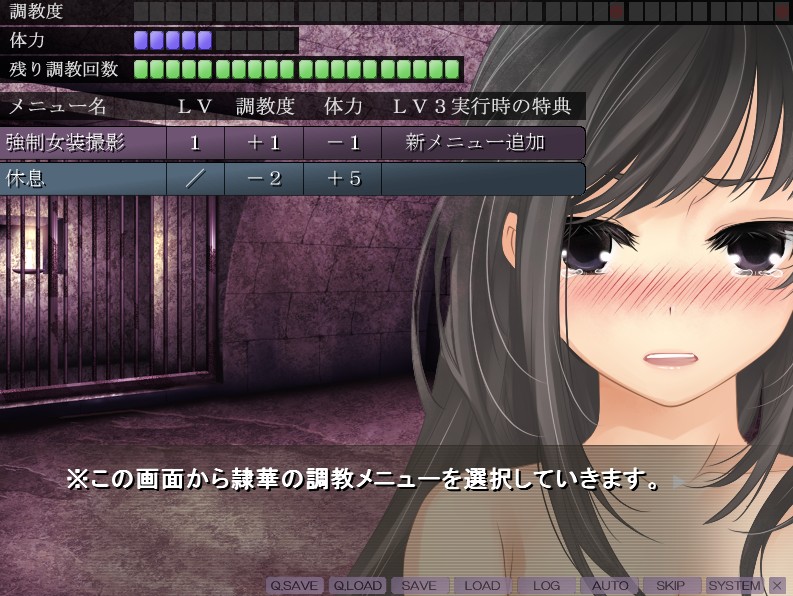 調教度
体力
残り調教回数
メニュー名 ＬＶ 調教度 体力 ＬＶ３実行時の特典
強制女装撮影 1 ＋1 －1 新メニュー追加
休息 ／ －２ ＋５
※この画面から隷華の調教メニューを選択していきます。
Q.SAVE Q.LOAD SAVE LOAD LOG AUTO SKIP SYSTEM ×